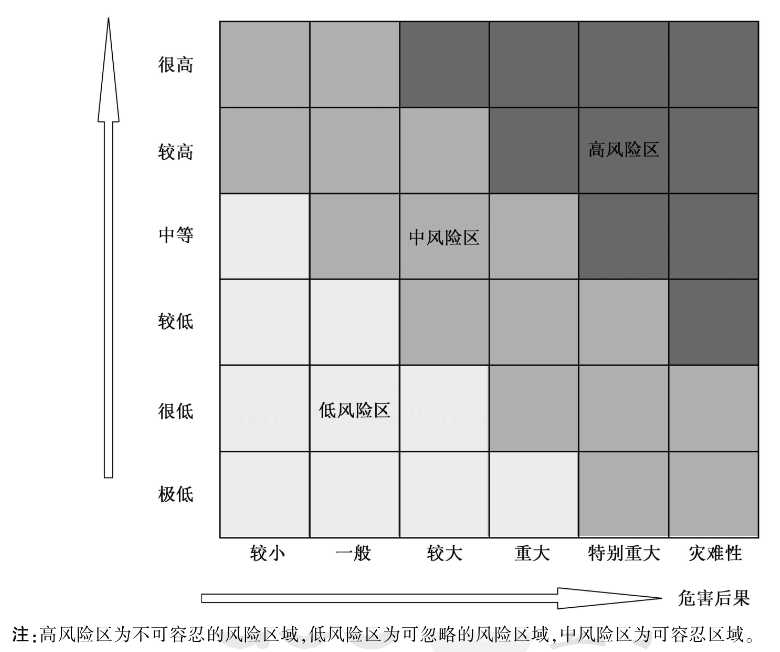 很高
较高
高风险区
中等
中风险区
较低
很低
低风险区
极低
较小 一般 较大 重大 特别重大 灾难性
危害后果
注:高风险区为不可容忍的风险区域,低风险区为可忽略的风险区域,中风险区为可容忍区域。